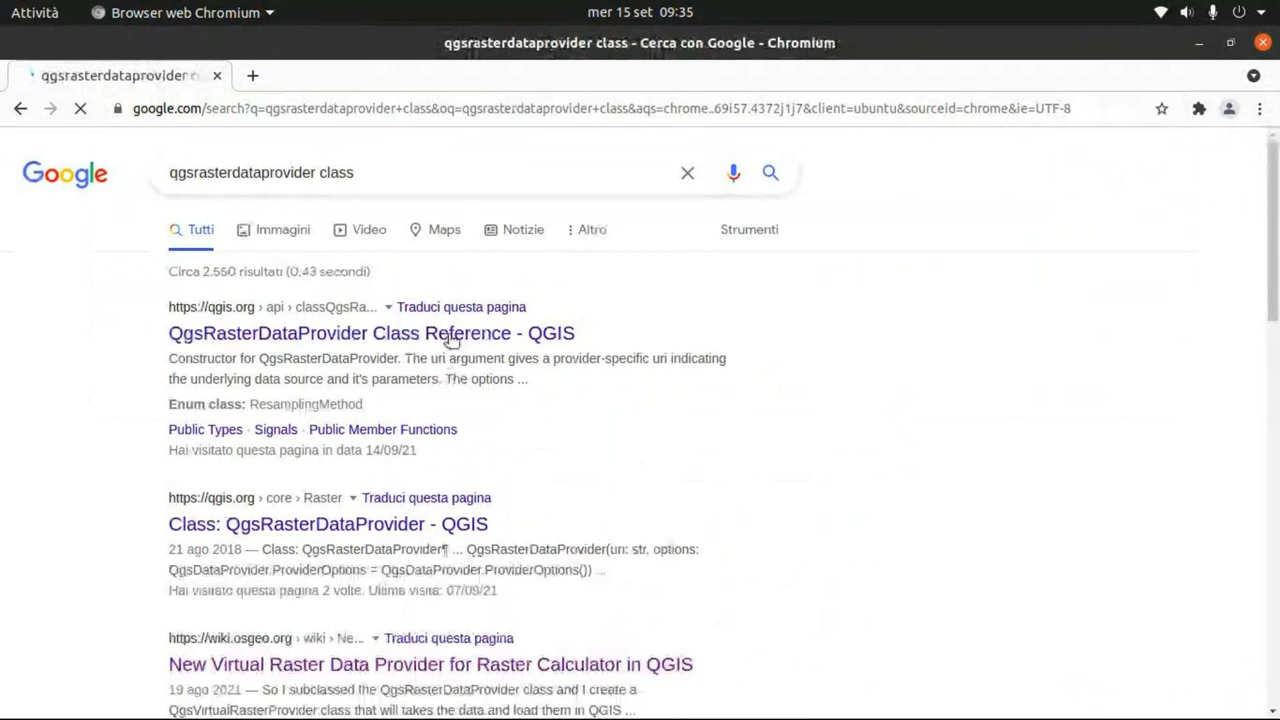 Attività Browser web Chromium mer 15 set 09:35
qgsrasterdataprovider class - Cerca con Google - Chromium
qgsrasterdataprovider
google.com/search?q=qgsrasterdataprovider+class&oq=qgsrasterdataprovider+class&aqs=chrome..69i57.4372j1j7&client=ubuntu&sourceid=chrome&ie=UTF-8
Google qgsrasterdataprovider class
Tutti Immagini Video Maps Notizie Altro Strumenti
Circa 2.550 risultati (0,43 secondi)
https://qgis.org › api › classQgsRa... Traduci questa pagina
QgsRasterDataProvider Class Reference - QGIS
Constructor for QgsRasterDataProvider. The uri argument gives a provider-specific uri indicating
the underlying data source and it's parameters. The options ...
Enum class: ResamplingMethod
Public Types · Signals · Public Member Functions
Hai visitato questa pagina in data 14/09/21
https://qgis.org › core › Raster Traduci questa pagina
Class: QgsRasterDataProvider - QGIS
21 ago 2018 — Class: QgsRasterDataProvider¶ ... QgsRasterDataProvider(uri: str, options:
QgsDataProvider.ProviderOptions = QgsDataProvider.ProviderOptions()) ...
Hai visitato questa pagina 2 volte. Ultima visita: 07/09/21
https://wiki.osgeo.org › wiki › Ne... Traduci questa pagina
New Virtual Raster Data Provider for Raster Calculator in QGIS
19 ago 2021 — So I subclassed the QgsRasterDataProvider class and I create a
QgsVirtualRasterProvider class that will takes the data and load them in QGIS ...